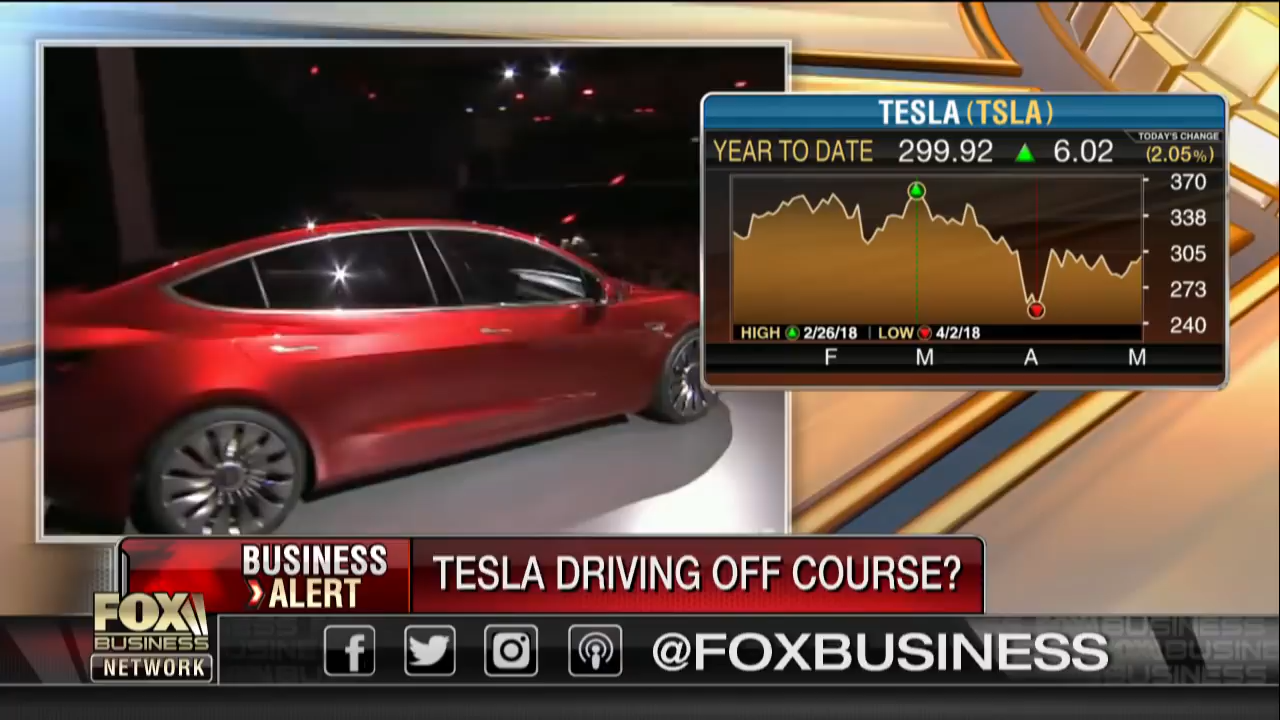 TESLA (TSLA)
YEAR TO DATE 299.92 6.02
TODAY'S CHANGE
(2.05%)
370
338
305
273
240
HIGH 2/26/18 | LOW 4/2/18
F M A M
BUSINESS
ALERT
TESLA DRIVING OFF COURSE?
FOX
BUSINESS
NETWORK
@FOXBUSINESS